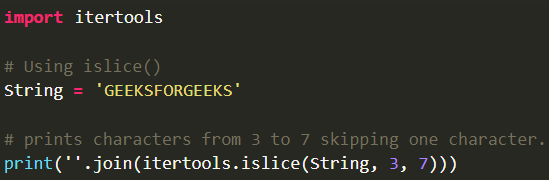 import itertools
# Using islice()
String = 'GEEKSFORGEEKS'
# prints characters from 3 to 7 skipping one character.
print(''.join(itertools.islice(String, 3, 7)))